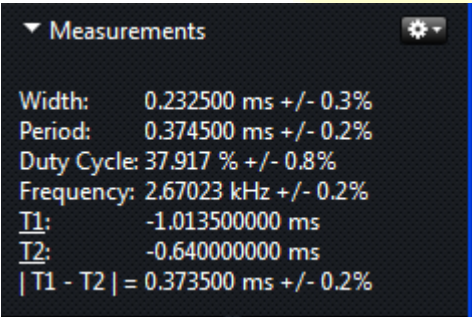 Measurements
Width: 0.232500 ms +/- 0.3%
Period: 0.374500 ms +/- 0.2%
Duty Cycle: 37.917 % +/- 0.8%
Frequency: 2.67023 kHz +/- 0.2%
T1: -1.013500000 ms
T2: -0.640000000 ms
| T1 - T2 | = 0.373500 ms +/- 0.2%